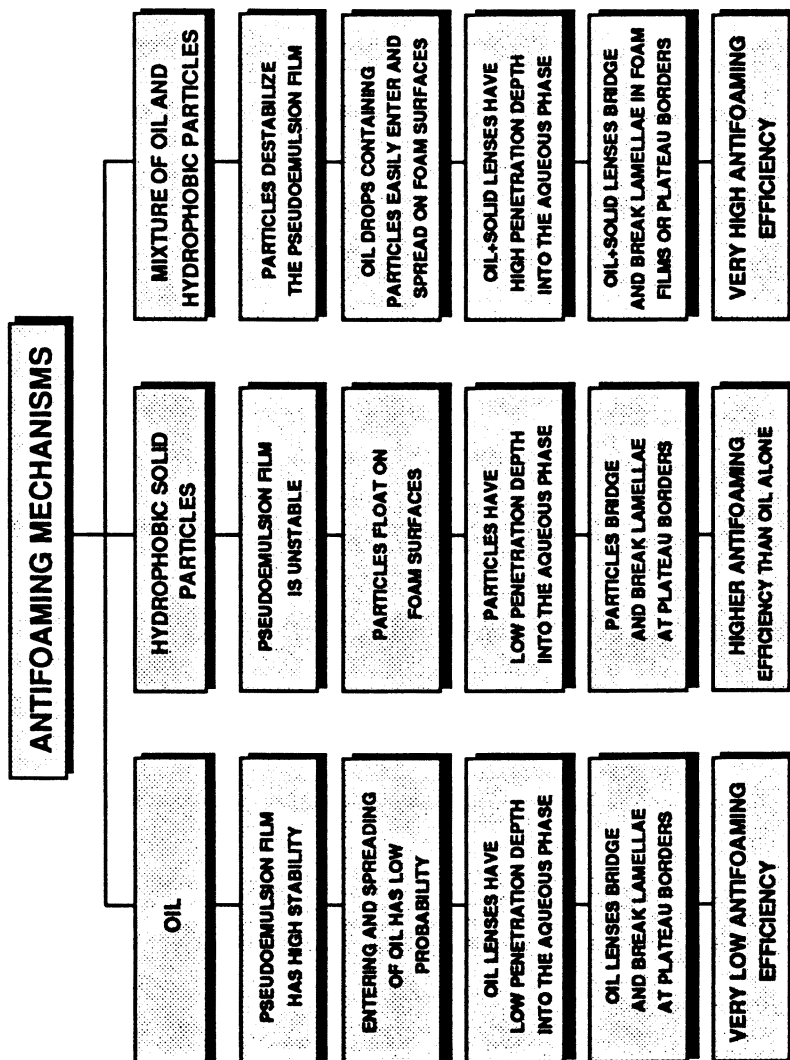 ANTIFOAMING MECHANISMS
OIL
PSEUDOEMULSION FILM
HAS HIGH STABILITY
ENTERING AND SPREADING
OF OIL HAS LOW
PROBABILITY
OIL LENSES HAVE
LOW PENETRATION DEPTH
INTO THE AQUEOUS PHASE
OIL LENSES BRIDGE
AND BREAK LAMELLAE
AT PLATEAU BORDERS
VERY LOW ANTIFOAMING
EFFICIENCY
HYDROPHOBIC SOLID
PARTICLES
PSEUDOEMULSION FILM
IS UNSTABLE
PARTICLES FLOAT ON
FOAM SURFACES
PARTICLES HAVE
LOW PENETRATION DEPTH
INTO THE AQUEOUS PHASE
PARTICLES BRIDGE
AND BREAK LAMELLAE
AT PLATEAU BORDERS
HIGHER ANTIFOAMING
EFFICIENCY THAN OIL ALONE
MIXTURE OF OIL AND
HYDROPHOBIC PARTICLES
PARTICLES DESTABILIZE
THE PSEUDOEMULSION FILM
OIL DROPS CONTAINING
PARTICLES EASILY ENTER AND
SPREAD ON FOAM SURFACES
OIL+SOLID LENSES HAVE
HIGH PENETRATION DEPTH
INTO THE AQUEOUS PHASE
OIL+SOLID LENSES BRIDGE
AND BREAK LAMELLAE IN FOAM
FILMS OR PLATEAU BORDERS
VERY HIGH ANTIFOAMING
EFFICIENCY